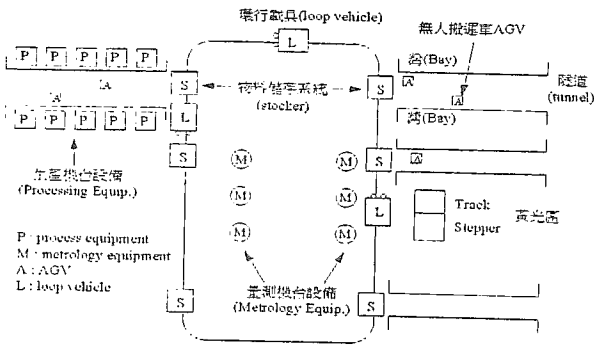 環行載具(loop vehicle)
無人搬運車AGV
P P P P P
L
灣(Bay)
隧道
(tunnel)
A
S
物料儲存系統
(stocker)
S
A
A
A
L
灣(Bay)
P P P P P
S
M
M
S
A
生產機台設備
(Processing Equip.)
M
M
L
Track
Stepper
黃光區
M
M
P : process equipment
M : metrology equipment
A : AGV
L : loop vehicle
量測機台設備
(Metrology Equip.)
S
S